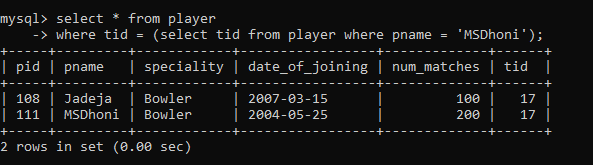 mysql> select * from player
    -> where tid = (select tid from player where pname = 'MSDhoni');
+-----+---------+------------+-----------------+-------------+------+
| pid | pname   | speciality | date_of_joining | num_matches | tid  |
+-----+---------+------------+-----------------+-------------+------+
| 108 | Jadeja  | Bowler     | 2007-03-15      |         100 |   17 |
| 111 | MSDhoni | Bowler     | 2004-05-25      |         200 |   17 |
+-----+---------+------------+-----------------+-------------+------+
2 rows in set (0.00 sec)